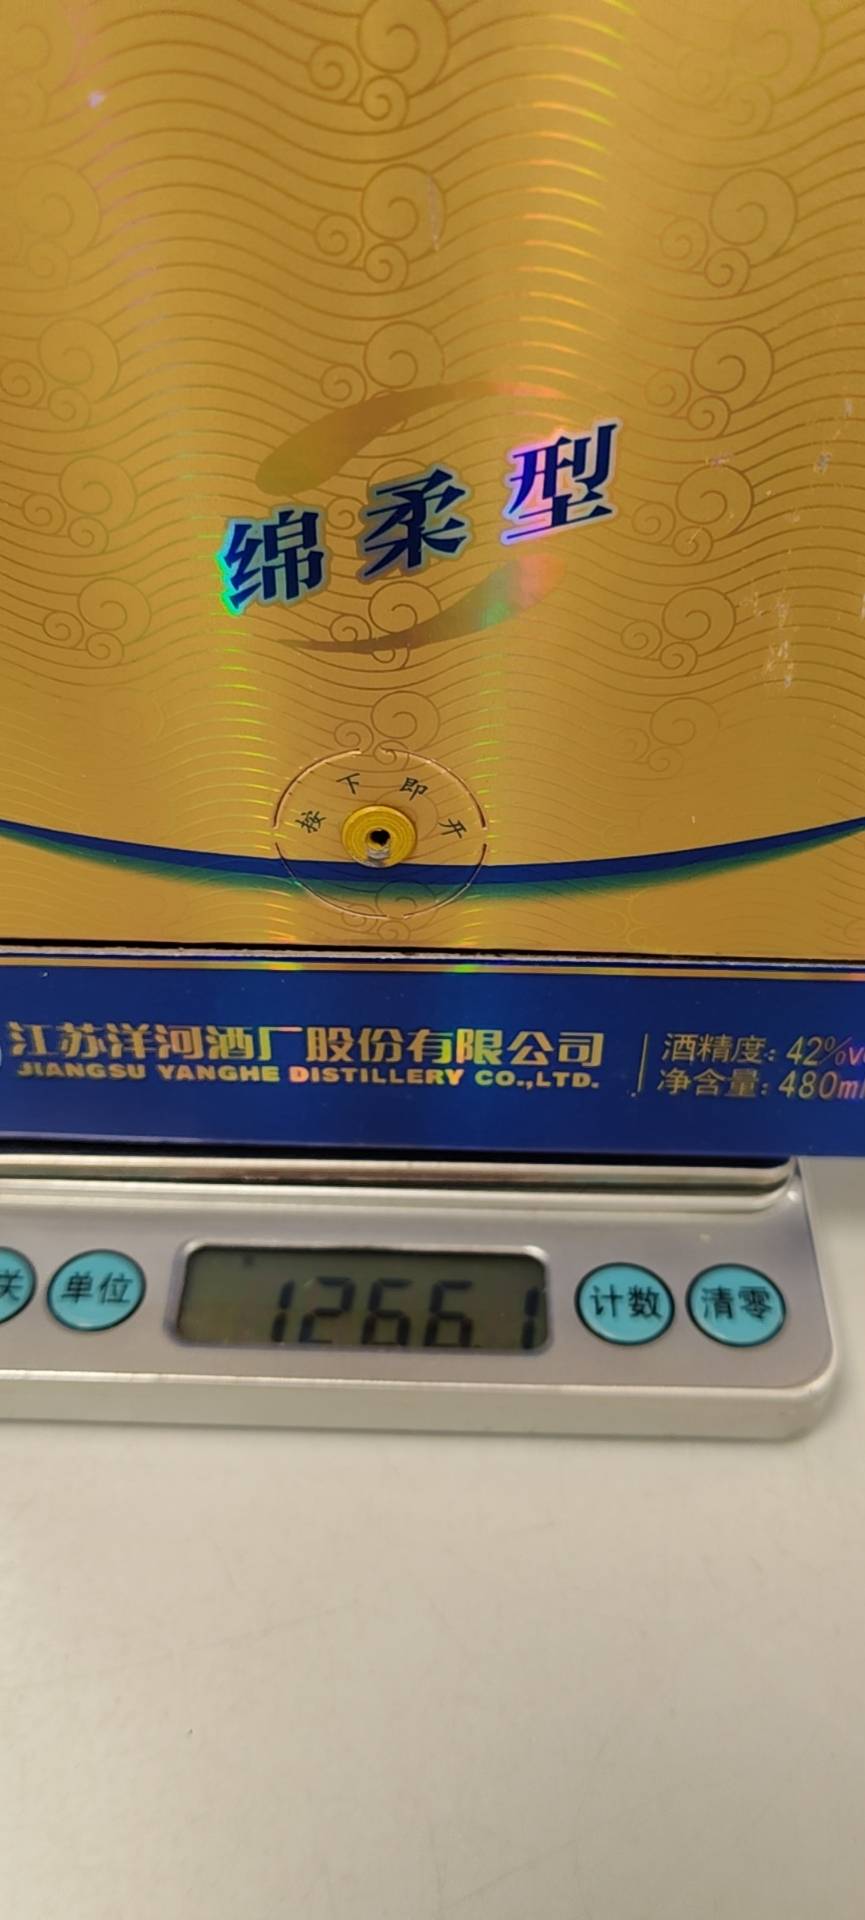 绵柔型
按下即开
江苏洋河酒厂股份有限公司
JIANGSU YANGHE DISTILLERY CO.,LTD.
酒精度: 42%v
净含量: 480ml
关 单位 1266.1 计数 清零